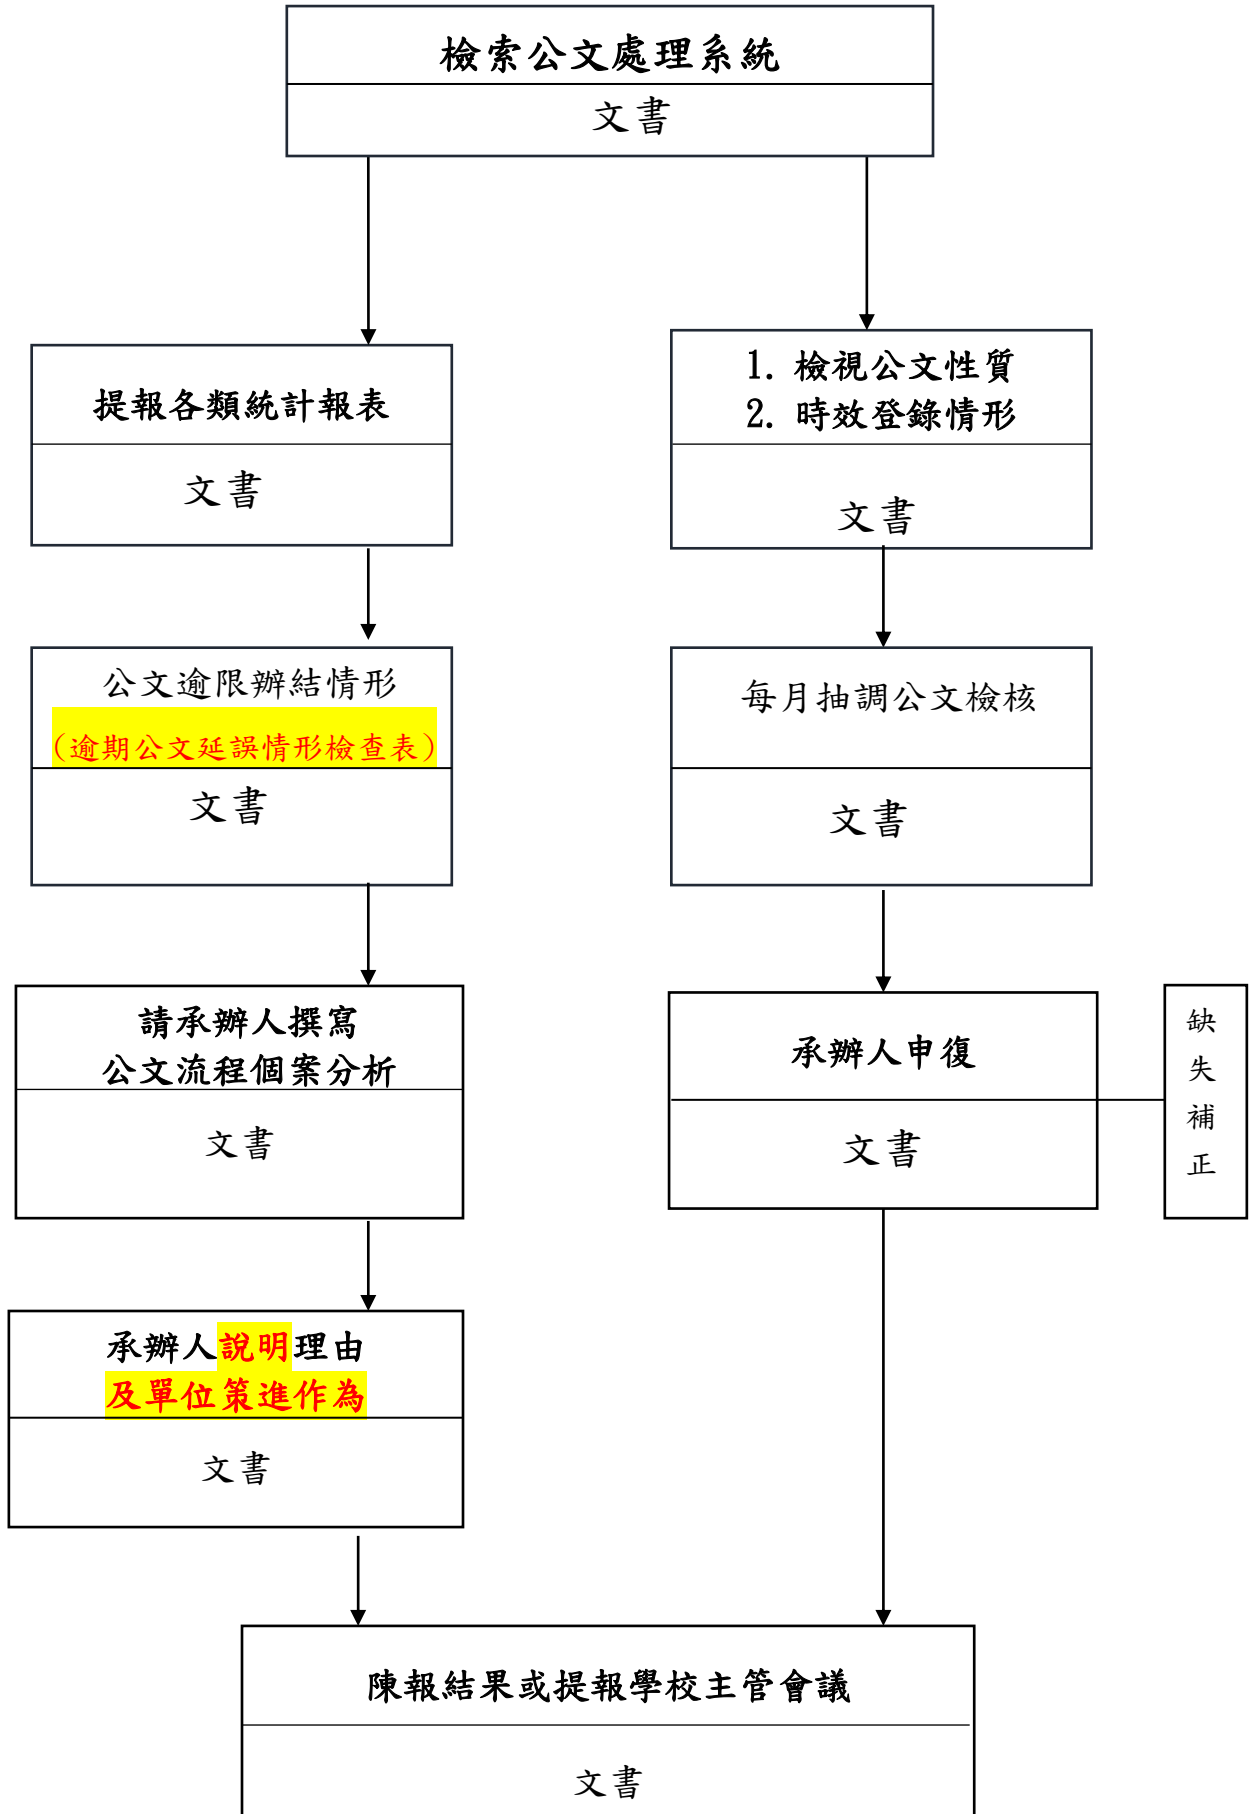 檢索公文處理系統
文書
提報各類統計報表
文書
1. 檢視公文性質
2. 時效登錄情形
文書
公文逾限辦結情形
(逾期公文延誤情形檢查表)
文書
每月抽調公文檢核
文書
請承辦人撰寫
公文流程個案分析
文書
承辦人申復
文書
缺
失
補
正
承辦人說明理由
及單位策進作為
文書
陳報結果或提報學校主管會議
文書